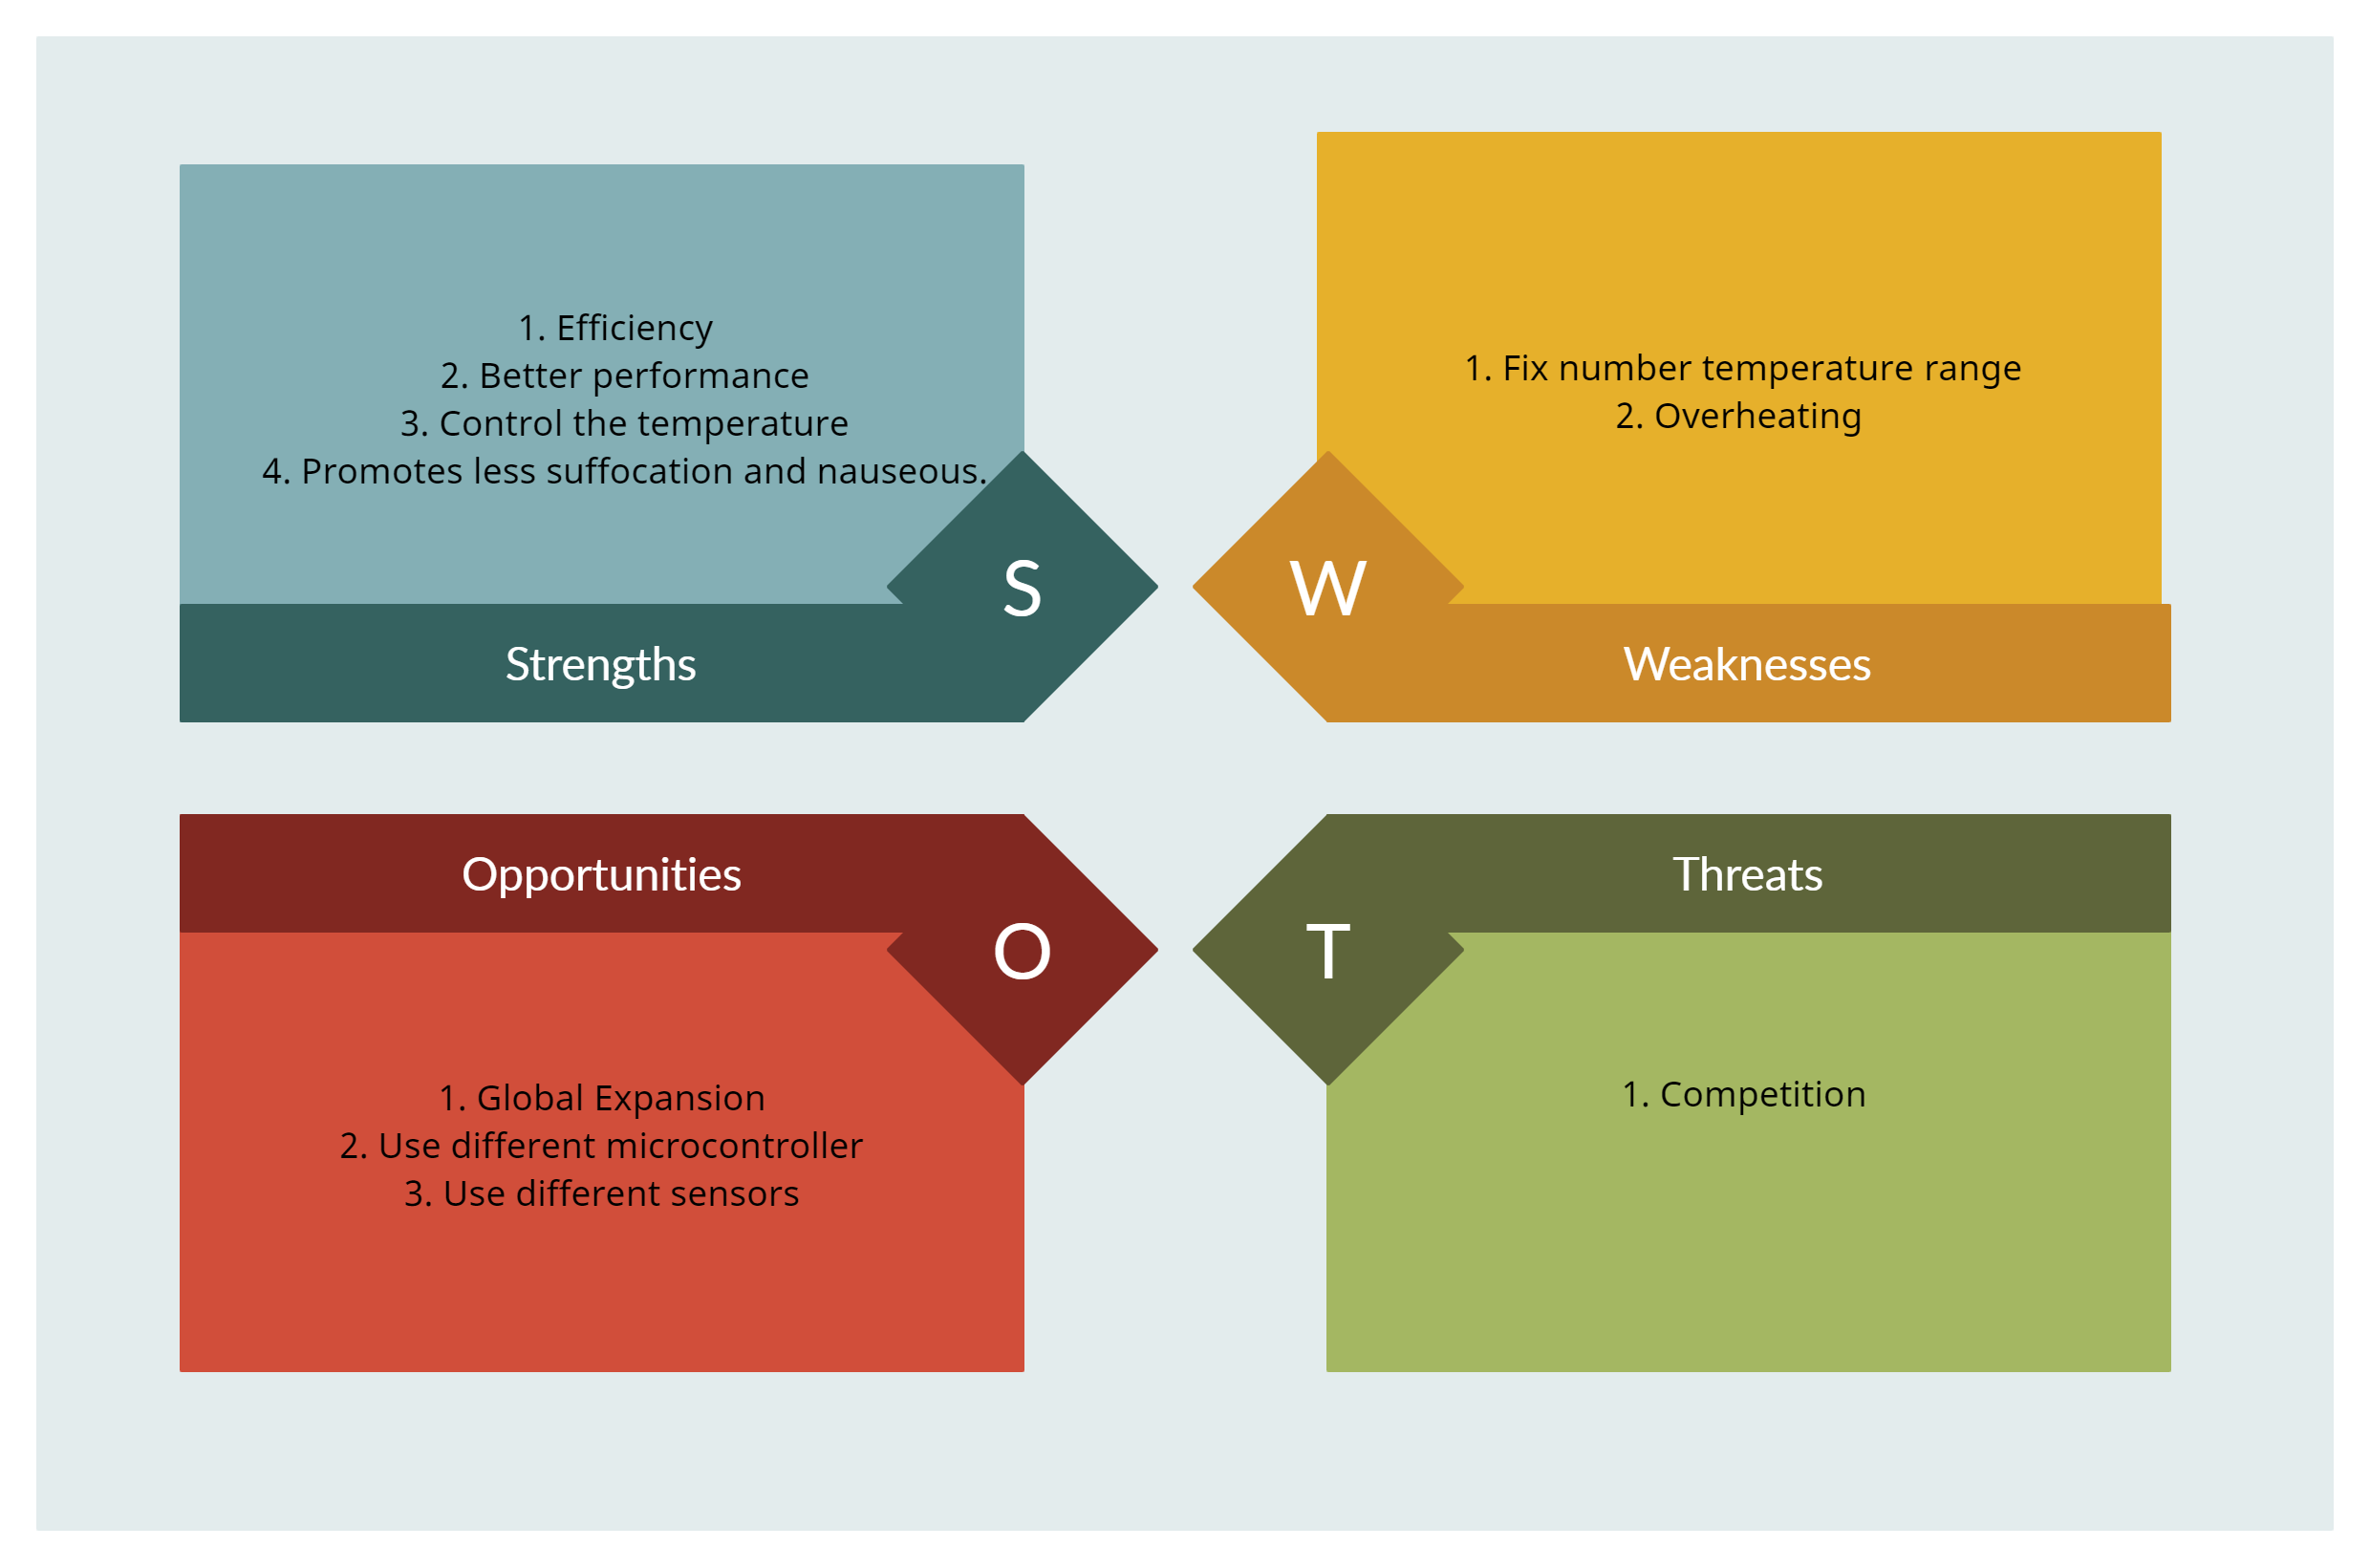 1. Efficiency
2. Better performance
3. Control the temperature
4. Promotes less suffocation and nauseous.
S
Strengths
1. Fix number temperature range
2. Overheating
W
Weaknesses
Opportunities
O
1. Global Expansion
2. Use different microcontroller
3. Use different sensors
Threats
T
1. Competition